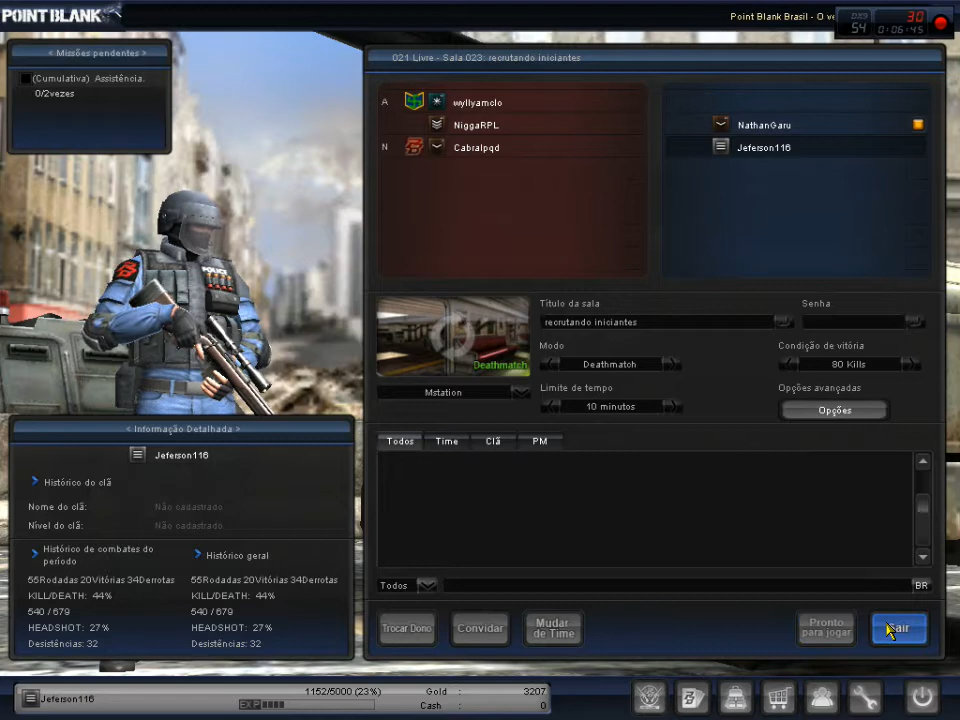 POINT BLANK
Point Blank Brasil - O ve
DX9
54
30
0:06:45
< Missões pendentes >
(Cumulativa) Assistência.
0/2vezes
021 Livre - Sala 023: recrutando iniciantes
A wyllyamclo
NiggaRPL
N Cabralpqd
NathanGaru
Jeferson116
POLICE
Deathmatch
Mstation
Título da sala
recrutando iniciantes
Senha
Modo
Deathmatch
Condição de vitória
80 Kills
Limite de tempo
10 minutos
Opções avançadas
Opções
Todos Time Clã PM
Todos
BR
Trocar Dono
Convidar
Mudar
de Time
Pronto
para jogar
Sair
< Informação Detalhada >
Jeferson116
Histórico do clã
Nome do clã: Não cadastrado
Nível do clã: Não cadastrado
Histórico de combates do
período
Histórico geral
55Rodadas 20Vitórias 34Derrotas
55Rodadas 20Vitórias 34Derrotas
KILL/DEATH: 44%
KILL/DEATH: 44%
540 / 679
540 / 679
HEADSHOT: 27%
HEADSHOT: 27%
Desistências: 32
Desistências: 32
Jeferson116
1152/5000 (23%)
EXP
Gold : 3207
Cash : 0